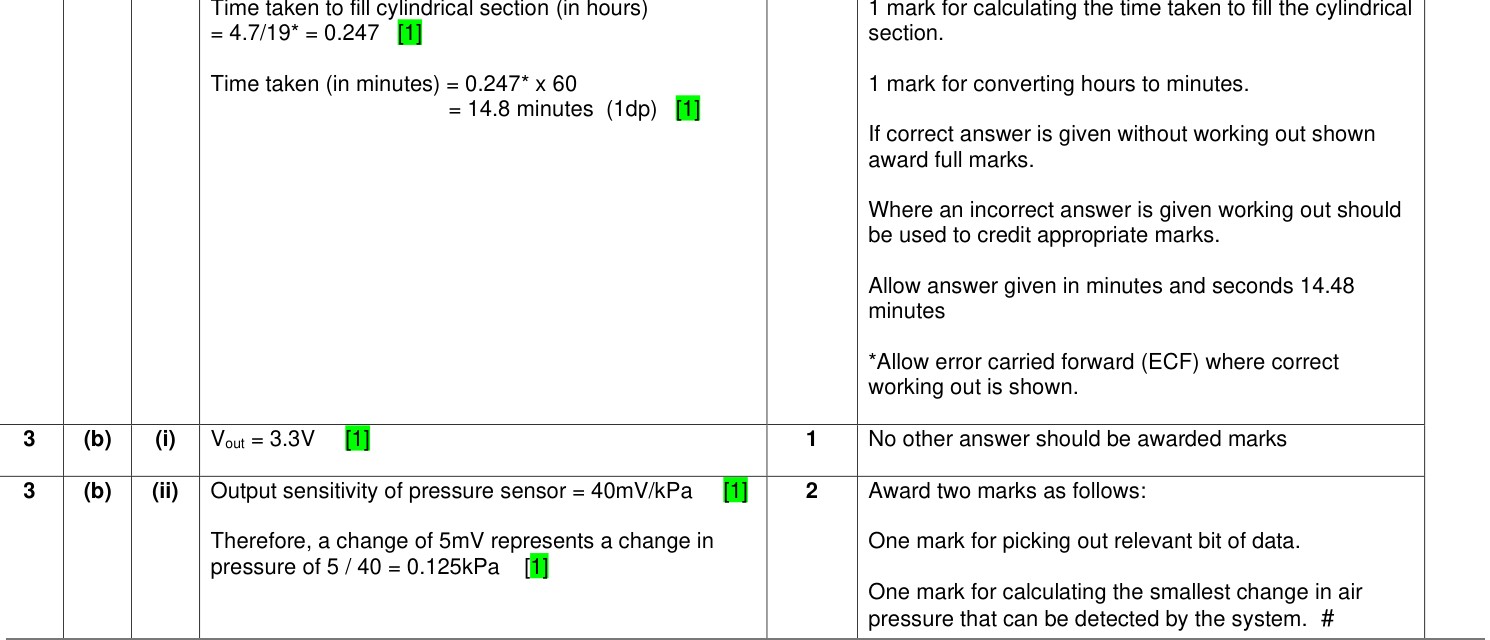 Time taken to fill cylindrical section (in hours)
= 4.7/19* = 0.247 [1]
Time taken (in minutes) = 0.247* x 60
= 14.8 minutes (1dp) [1]
1 mark for calculating the time taken to fill the cylindrical
section.
1 mark for converting hours to minutes.
If correct answer is given without working out shown
award full marks.
Where an incorrect answer is given working out should
be used to credit appropriate marks.
Allow answer given in minutes and seconds 14.48
minutes
*Allow error carried forward (ECF) where correct
working out is shown.
3 (b) (i) Vout = 3.3V [1] 1 No other answer should be awarded marks
3 (b) (ii) Output sensitivity of pressure sensor = 40mV/kPa [1] 2 Award two marks as follows:
Therefore, a change of 5mV represents a change in
pressure of 5 / 40 = 0.125kPa [1]
One mark for picking out relevant bit of data.
One mark for calculating the smallest change in air
pressure that can be detected by the system. #